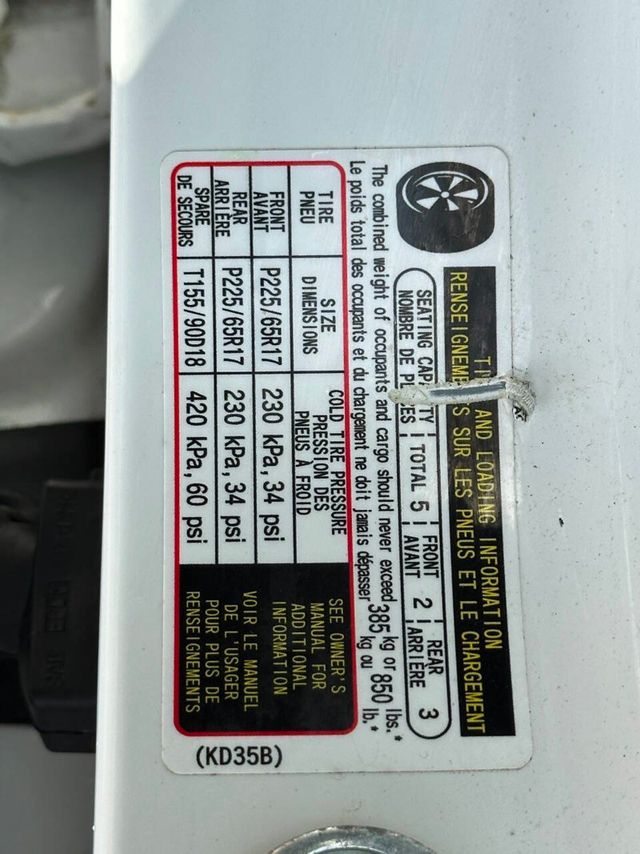 AND LOADING INFORMATION
RENSEIGNEMENTS SUR LES PNEUS ET LE CHARGEMENT
SEATING CAPACITY
NOMBRE DE PLACES
TOTAL 5
FRONT
AVANT
2
REAR
ARRIÈRE
3
The combined weight of occupants and cargo should never exceed 385 kg or 850 lbs.*
Le poids total des occupants et du chargement ne doit jamais dépasser kg ou lb.*
TIRE
PNEU
SIZE
DIMENSIONS
COLD TIRE PRESSURE
PRESSION DES
PNEUS À FROID
FRONT
AVANT
P225/65R17
230 kPa, 34 psi
REAR
ARRIÈRE
P225/65R17
230 kPa, 34 psi
SPARE
DE SECOURS
T155/90D18
420 kPa, 60 psi
SEE OWNER'S
MANUAL FOR
ADDITIONAL
INFORMATION
VOIR LE MANUEL
DE L'USAGER
POUR PLUS DE
RENSEIGNEMENTS
(KD35B)